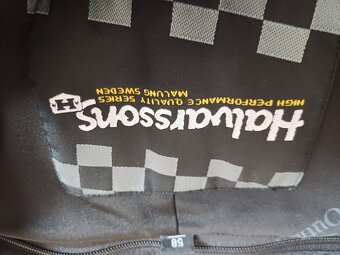 Halvarssons
HIGH PERFORMANCE QUALITY SERIES
MALUNG SWEDEN
H
58